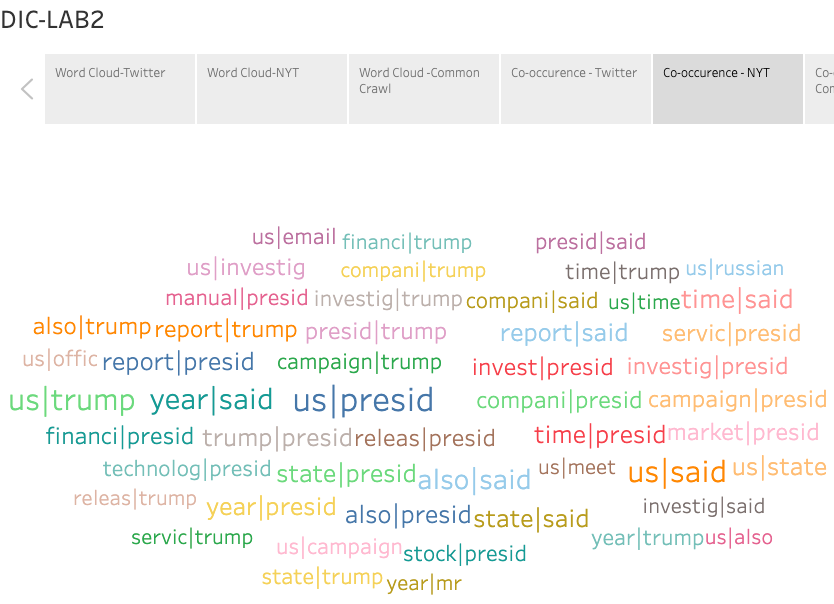 DIC-LAB2
Word Cloud-Twitter
Word Cloud-NYT
Word Cloud -Common
Crawl
Co-occurence - Twitter
Co-occurence - NYT
us|email financi|trump presid|said
us|investig compani|trump time|trump us|russian
manual|presid investig|trump compani|said us|time time|said
also|trump report|trump presid|trump report|said servic|presid
us|offic report|presid campaign|trump invest|presid investig|presid
us|trump year|said us|presid compani|presid campaign|presid
financi|presid trump|presid releas|presid time|presid market|presid
technolog|presid state|presid also|said us|meet us|said us|state
releas|trump year|presid also|presid state|said investig|said
servic|trump us|campaign stock|presid year|trump us|also
state|trump year|mr